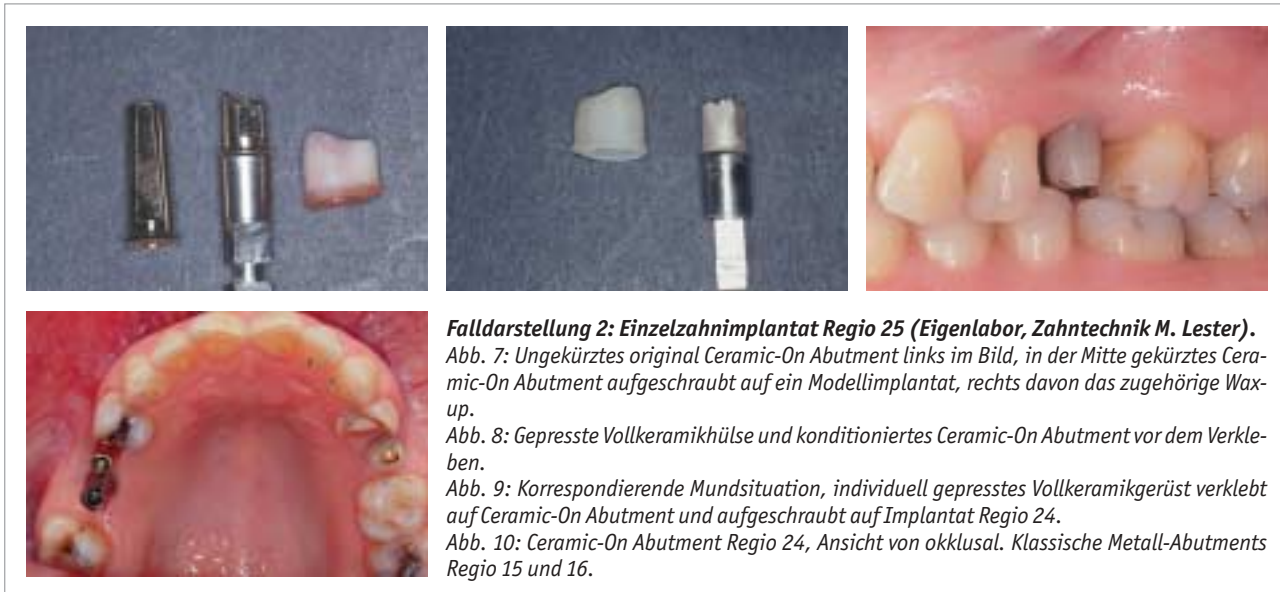 Falldarstellung 2: Einzelzahnimplantat Regio 25 (Eigenlabor, Zahntechnik M. Lester).
Abb. 7: Ungekürztes original Ceramic-On Abutment links im Bild, in der Mitte gekürztes Cera-
mic-On Abutment aufgeschraubt auf ein Modellimplantat, rechts davon das zugehörige Wax-
up.
Abb. 8: Gepresste Vollkeramikhülse und konditioniertes Ceramic-On Abutment vor dem Verkle-
ben.
Abb. 9: Korrespondierende Mundsituation, individuell gepresstes Vollkeramikgerüst verklebt
auf Ceramic-On Abutment und aufgeschraubt auf Implantat Regio 24.
Abb. 10: Ceramic-On Abutment Regio 24, Ansicht von okklusal. Klassische Metall-Abutments
Regio 15 und 16.